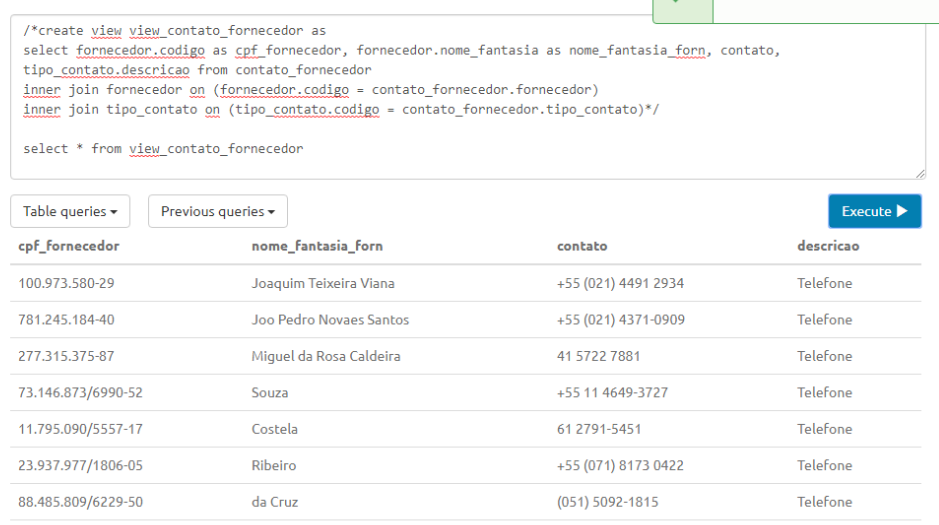 /*create view view_contato_fornecedor as
select fornecedor.codigo as cpf_fornecedor, fornecedor.nome_fantasia as nome_fantasia_forn, contato,
tipo_contato.descricao from contato_fornecedor
inner join fornecedor on (fornecedor.codigo = contato_fornecedor.fornecedor)
inner join tipo_contato on (tipo_contato.codigo = contato_fornecedor.tipo_contato)*/
select * from view_contato_fornecedor
Table queries Previous queries Execute
cpf_fornecedor nome_fantasia_forn contato descricao
100.973.580-29 Joaquim Teixeira Viana +55 (021) 4491 2934 Telefone
781.245.184-40 Joo Pedro Novaes Santos +55 (021) 4371-0909 Telefone
277.315.375-87 Miguel da Rosa Caldeira 41 5722 7881 Telefone
73.146.873/6990-52 Souza +55 11 4649-3727 Telefone
11.795.090/5557-17 Costela 61 2791-5451 Telefone
23.937.977/1806-05 Ribeiro +55 (071) 8173 0422 Telefone
88.485.809/6229-50 da Cruz (051) 5092-1815 Telefone